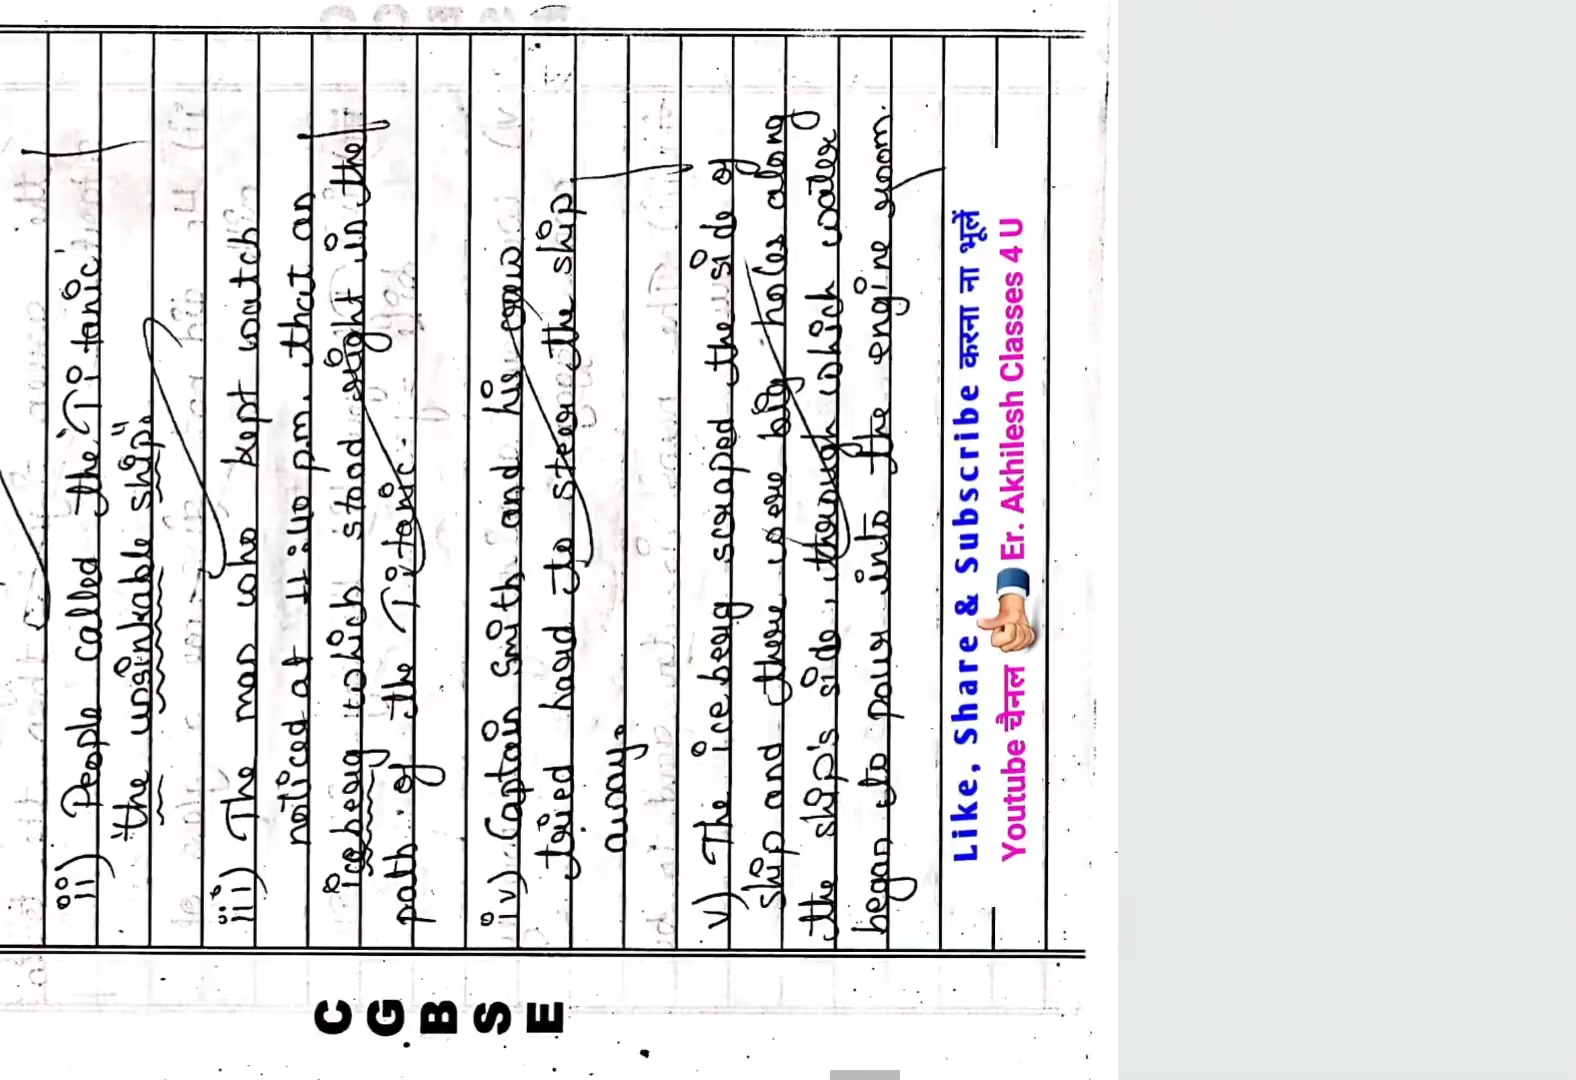 ii) People called the 'Titanic'
"the unsinkable ship."
iii) The man who kept watch
noticed at 11:40 pm. that an
iceberg which stood right in the
path of the Titanic.
iv) Captain Smith and his crew
tried hard to steer the ship
away.
v) The iceberg scraped the side of
ship and there were big holes along
the ship's side through which water
began to pour into the engine room.
Like, Share & Subscribe करना ना भूलें
Youtube चैनल Er. Akhilesh Classes 4 U
CGBSE